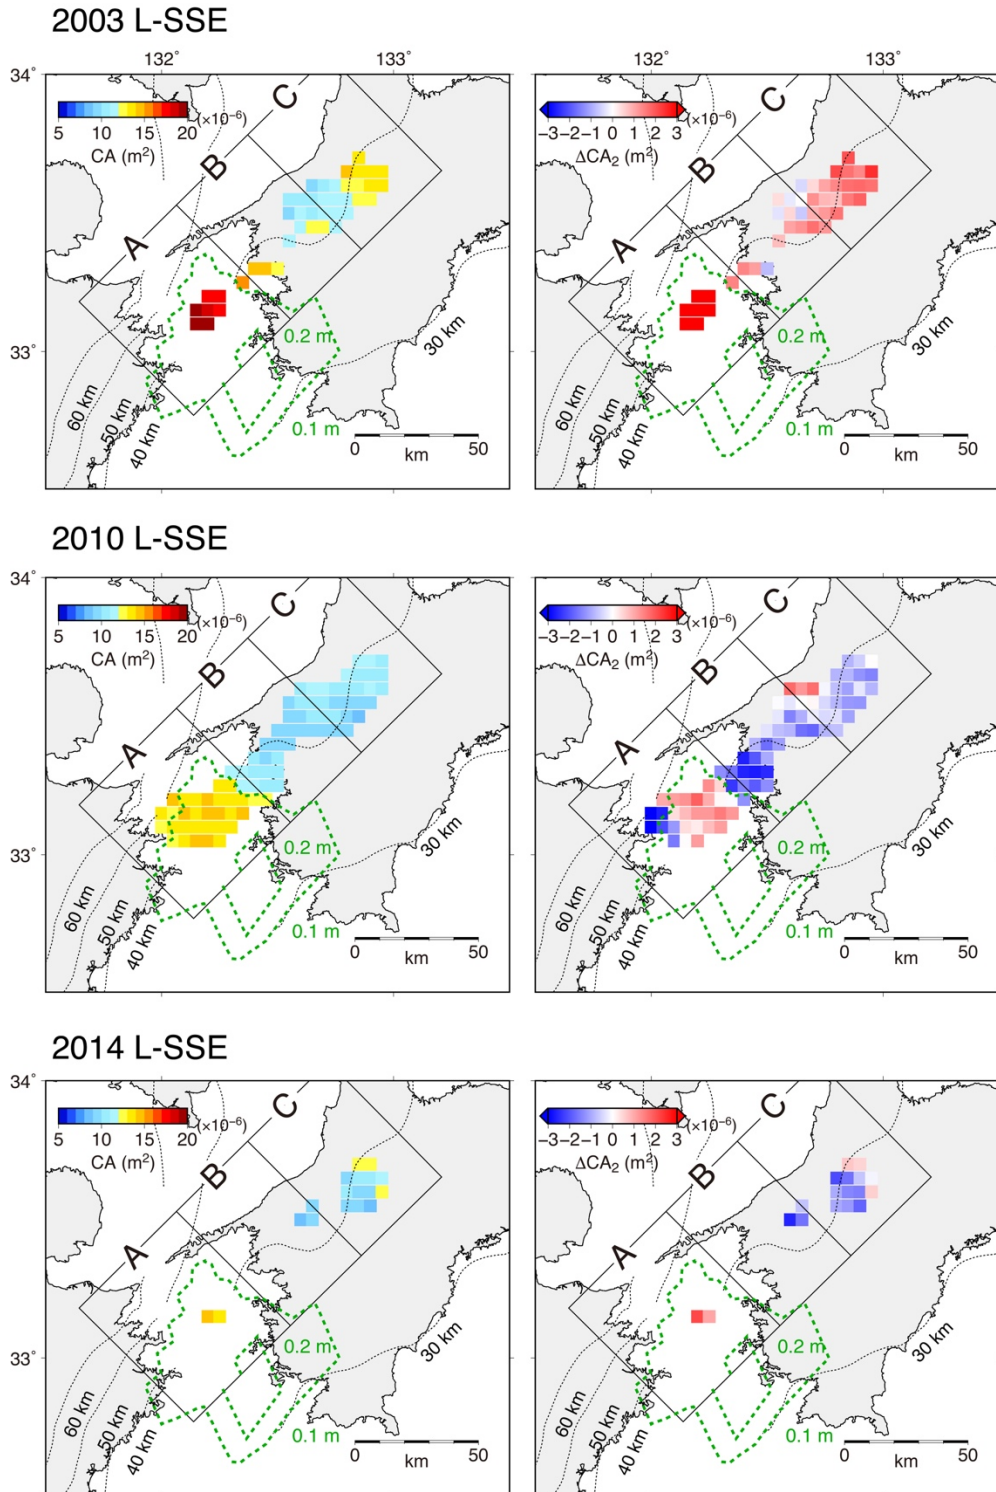 2003 L-SSE
132° 133° 132° 133°
34°
C C
5 10 15 20 (×10⁻⁶)
CA (m²)
−3 −2 −1 0 1 2 3 (×10⁻⁶)
ΔCA₂ (m²)
B B
A A
33°
0.2 m 0.2 m
30 km 30 km
60 km 50 km 40 km 60 km 50 km 40 km
0.1 m 0.1 m
0 50 0 50
km km
2010 L-SSE
34°
C C
5 10 15 20 (×10⁻⁶)
CA (m²)
−3 −2 −1 0 1 2 3 (×10⁻⁶)
ΔCA₂ (m²)
B B
A A
33°
0.2 m 0.2 m
30 km 30 km
60 km 50 km 40 km 60 km 50 km 40 km
0.1 m 0.1 m
0 50 0 50
km km
2014 L-SSE
34°
C C
5 10 15 20 (×10⁻⁶)
CA (m²)
−3 −2 −1 0 1 2 3 (×10⁻⁶)
ΔCA₂ (m²)
B B
A A
33°
0.2 m 0.2 m
30 km 30 km
60 km 50 km 40 km 60 km 50 km 40 km
0.1 m 0.1 m
0 50 0 50
km km